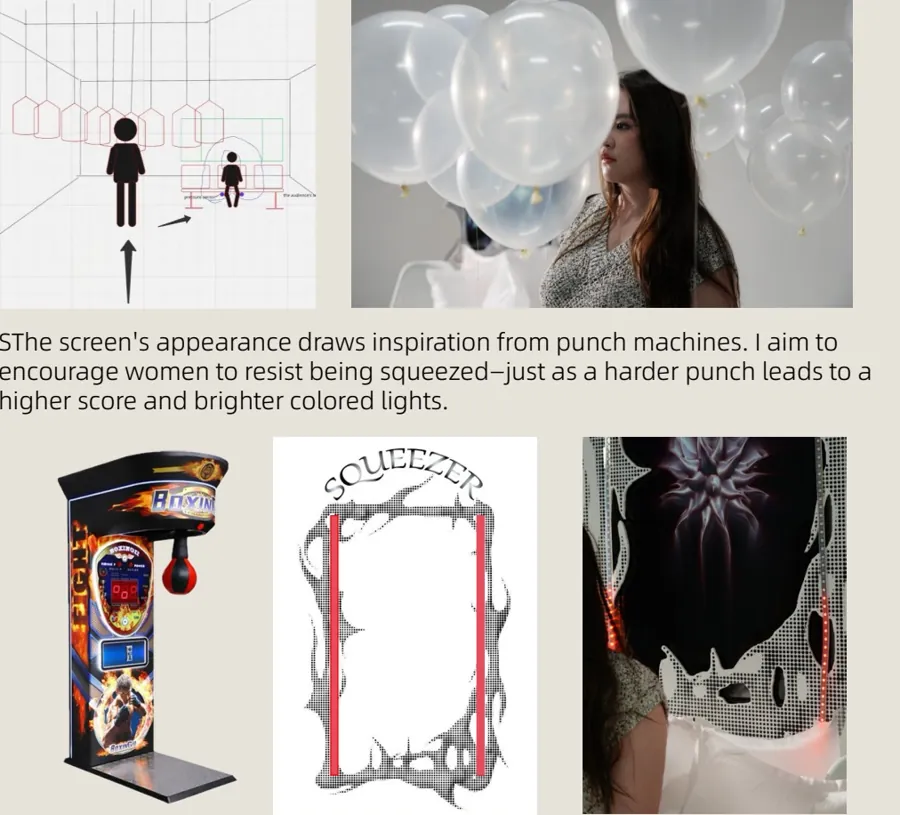 SThe screen's appearance draws inspiration from punch machines. I aim to
encourage women to resist being squeezed—just as a harder punch leads to a
higher score and brighter colored lights.
BOXING
SQUEEZER